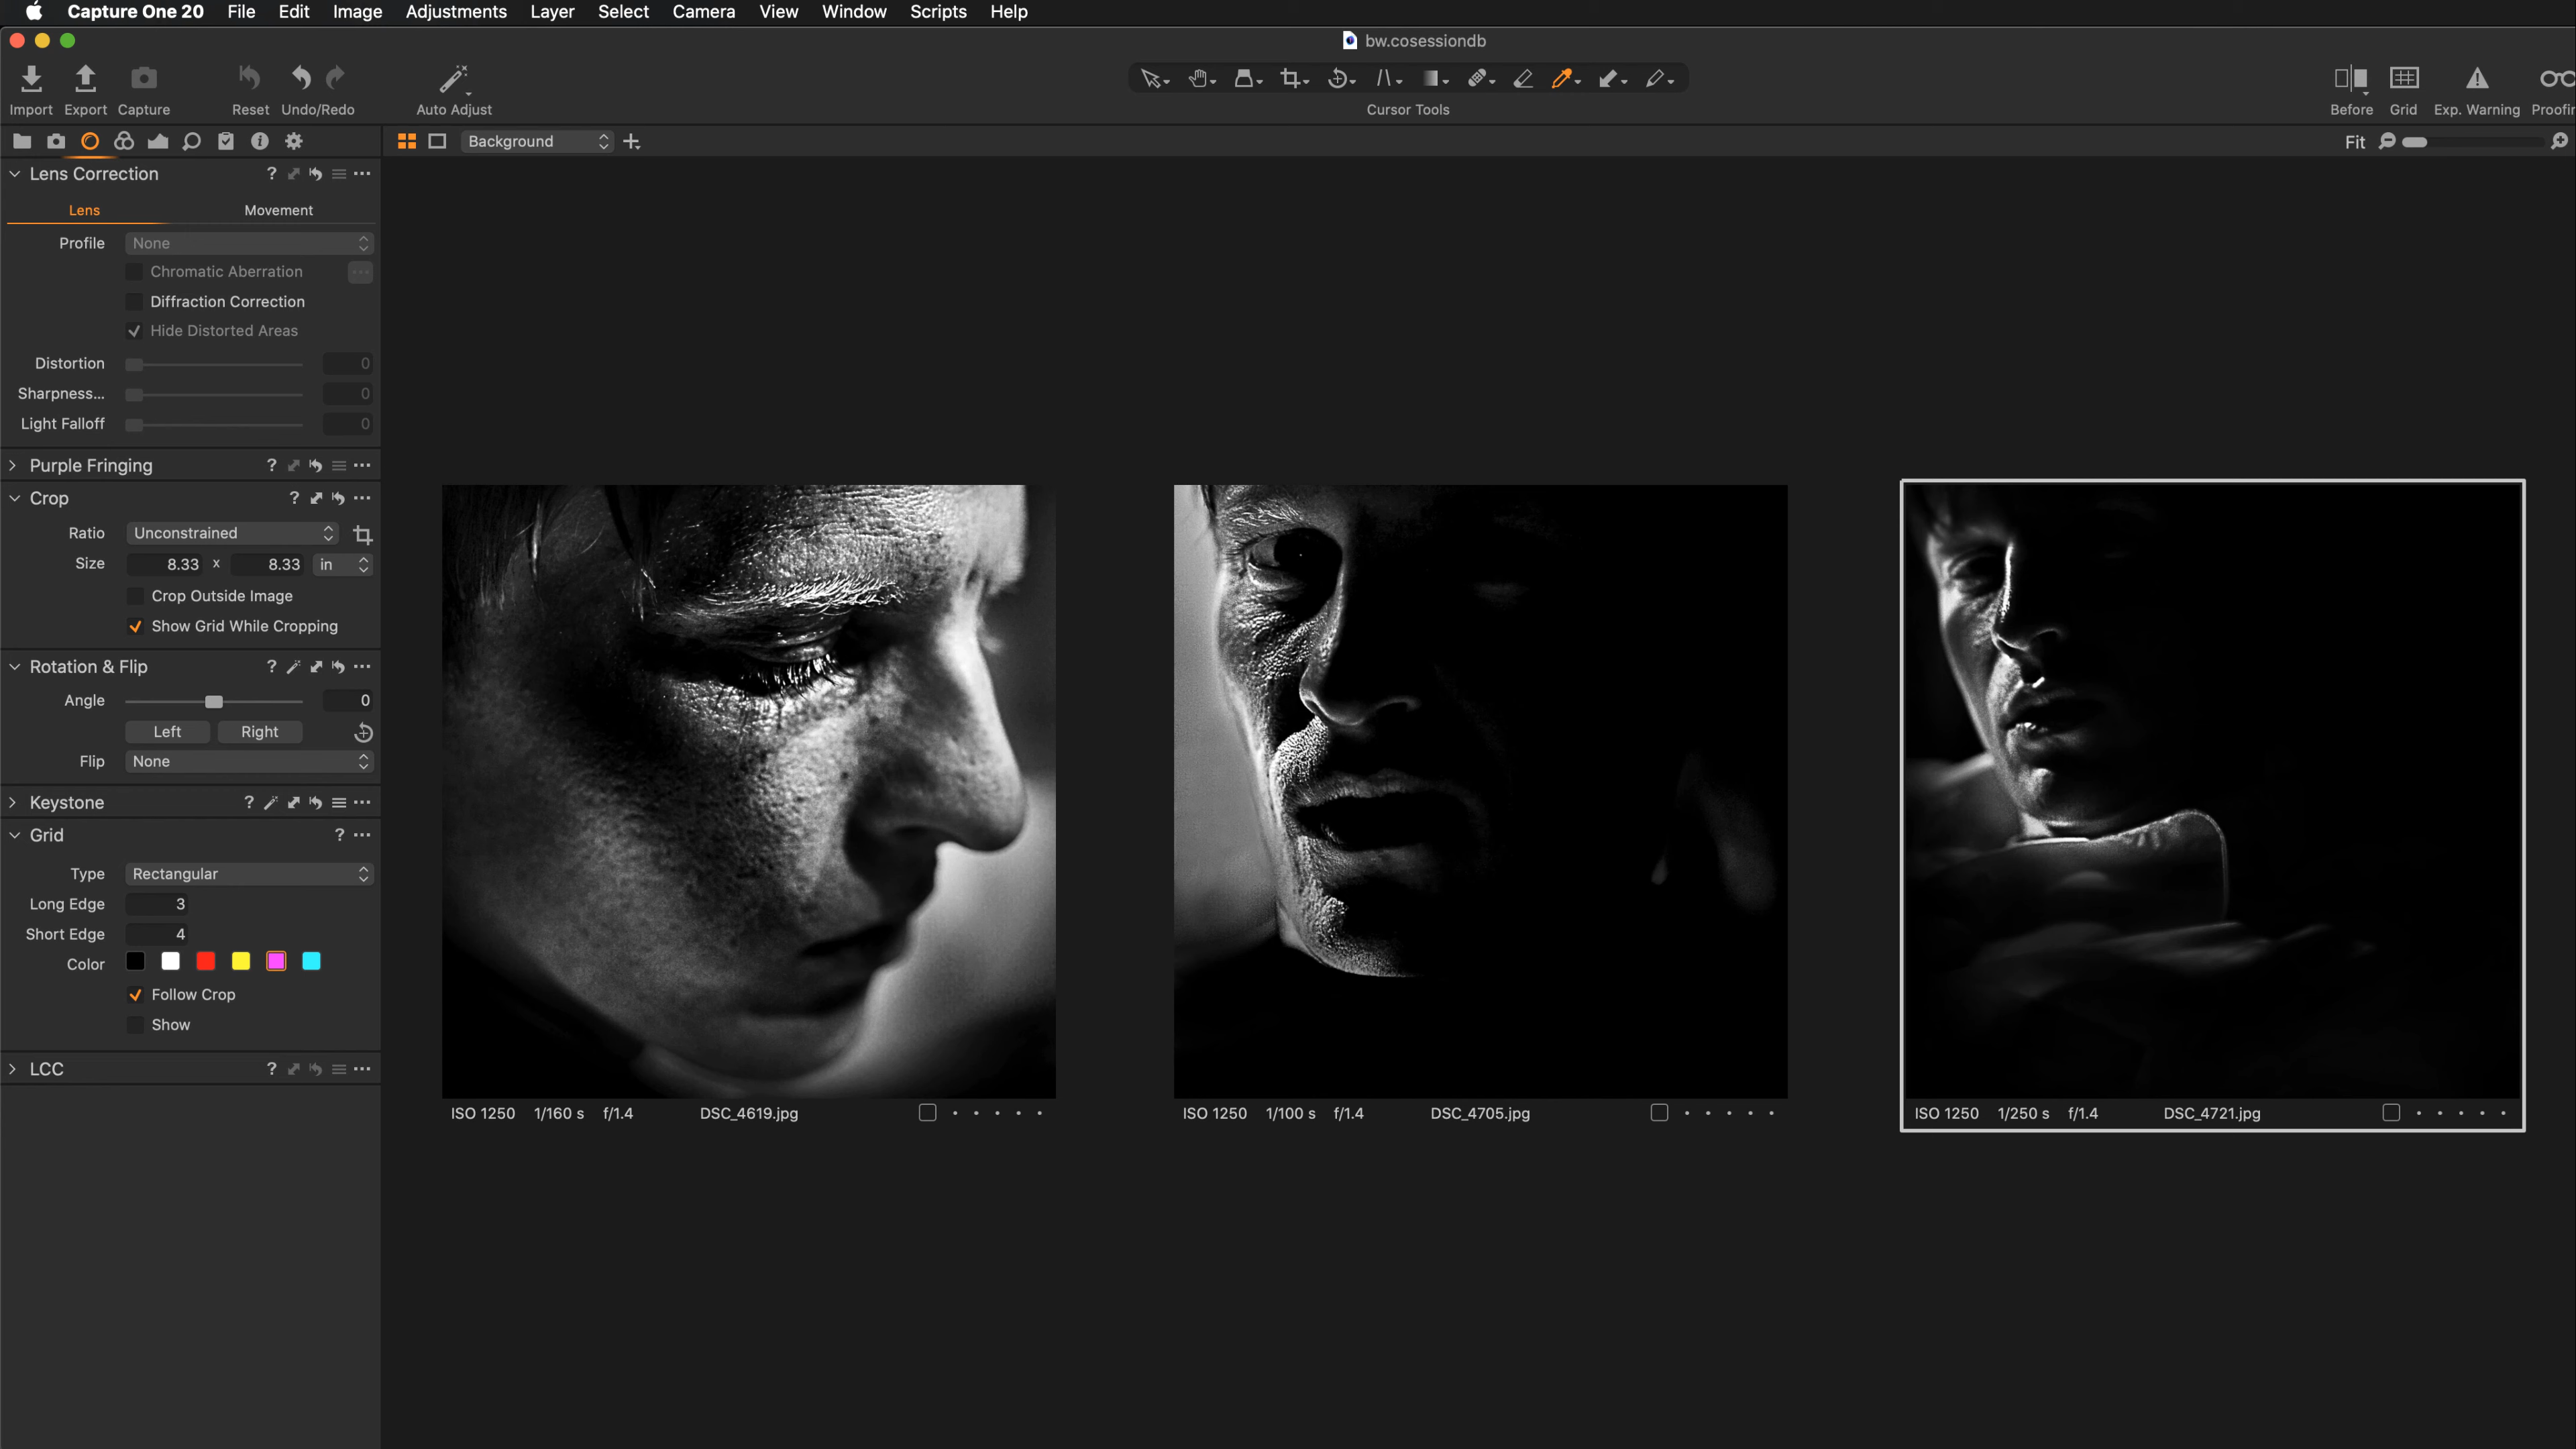 Capture One 20 File Edit Image Adjustments Layer Select Camera View Window Scripts Help
bw.cosessiondb
Import Export Capture Reset Undo/Redo Auto Adjust Cursor Tools Before Grid Exp. Warning
Background Fit
Lens Correction ?
Lens Movement
Profile None
Chromatic Aberration
Diffraction Correction
Hide Distorted Areas
Distortion 0
Sharpness... 0
Light Falloff 0
Purple Fringing ?
Crop ?
Ratio Unconstrained
Size 8.33 x 8.33 in
Crop Outside Image
Show Grid While Cropping
Rotation & Flip ?
Angle 0
Left Right
Flip None
Keystone ?
Grid ?
Type Rectangular
Long Edge 3
Short Edge 4
Color
Follow Crop
Show
LCC ?
ISO 1250 1/160 s f/1.4 DSC_4619.jpg
ISO 1250 1/100 s f/1.4 DSC_4705.jpg
ISO 1250 1/250 s f/1.4 DSC_4721.jpg